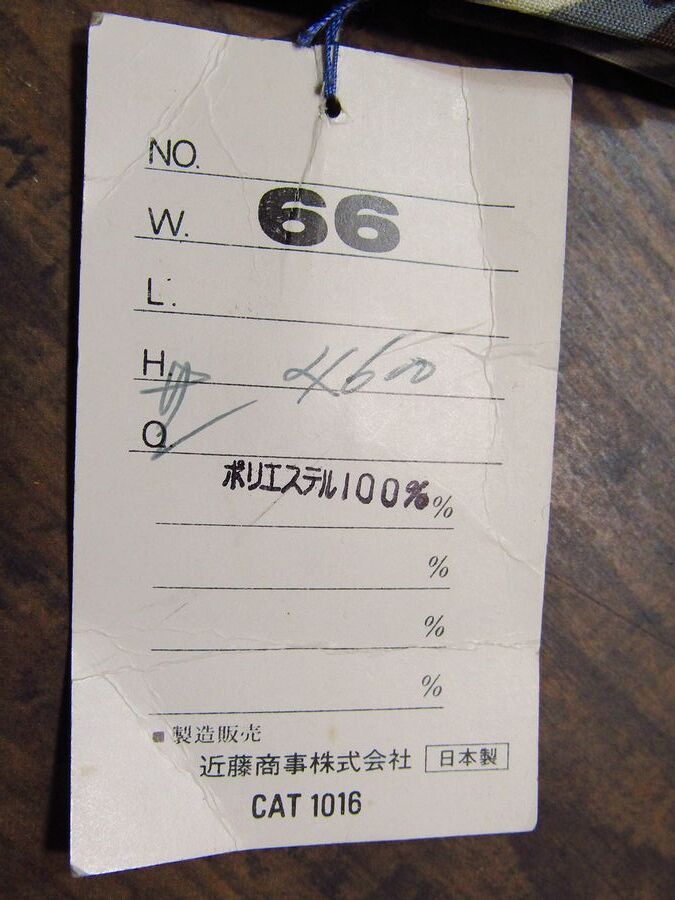 NO.
W. 66
L.
H. 4600
Q.
ポリエステル100%%
%
%
%
■製造販売
近藤商事株式会社 日本製
CAT 1016